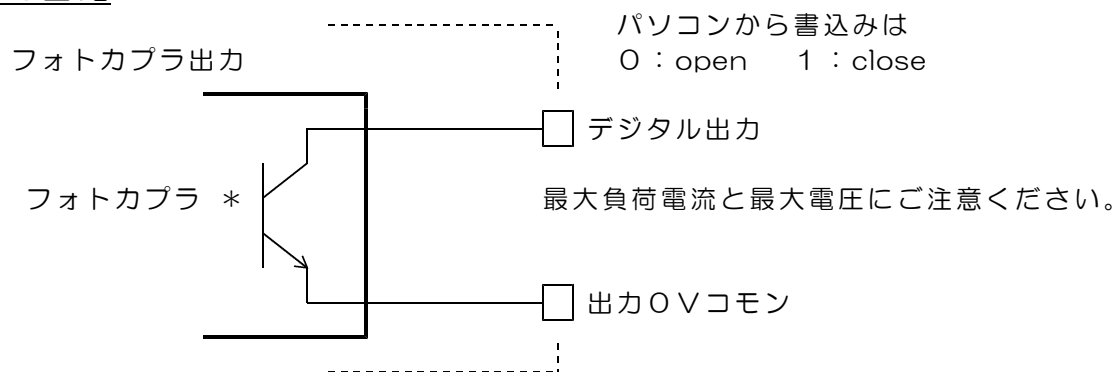 パソコンから書込みは
フォトカプラ出力
０：open　１：close
デジタル出力
フォトカプラ ＊
最大負荷電流と最大電圧にご注意ください。
出力０Ｖコモン